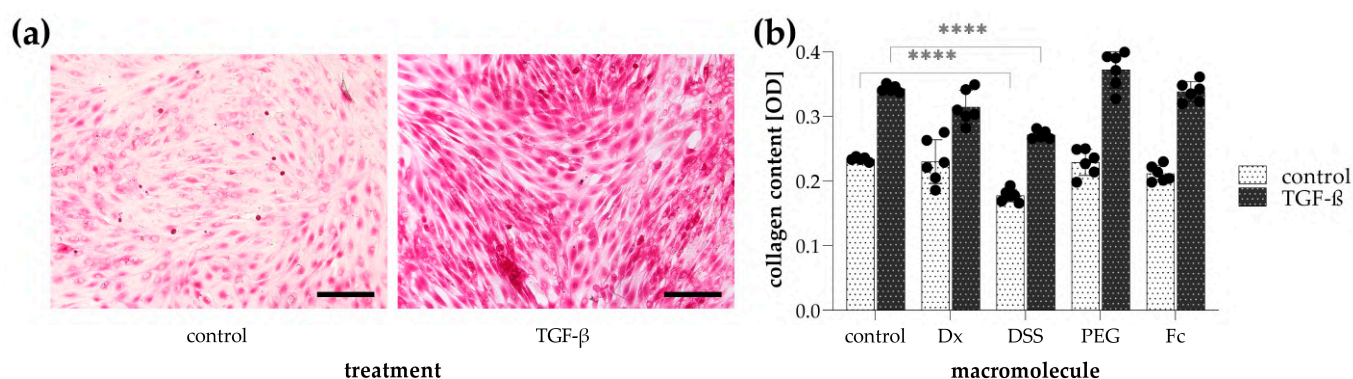 (a)
control
TGF-β
treatment
(b)
****
****
collagen content [OD]
0.4
0.3
0.2
0.1
0.0
control Dx DSS PEG Fc
macromolecule
control
TGF-ß